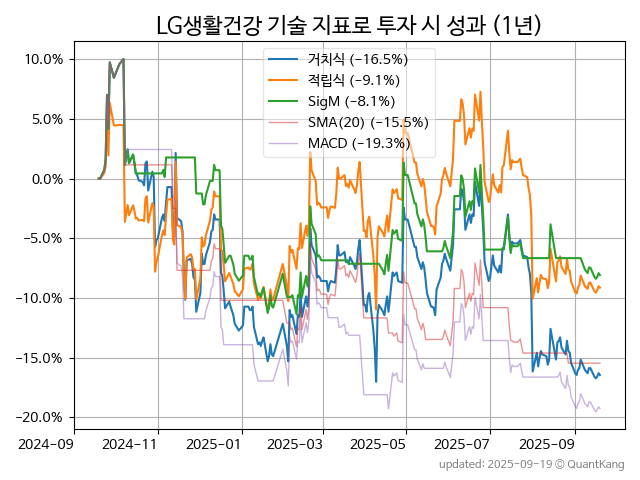 LG생활건강 기술 지표로 투자 시 성과 (1년)
거치식 (−16.5%)
적립식 (−9.1%)
SigM (−8.1%)
SMA(20) (−15.5%)
MACD (−19.3%)
10.0%
5.0%
0.0%
−5.0%
−10.0%
−15.0%
−20.0%
2024-09 2024-11 2025-01 2025-03 2025-05 2025-07 2025-09
updated: 2025-09-19 © QuantKang